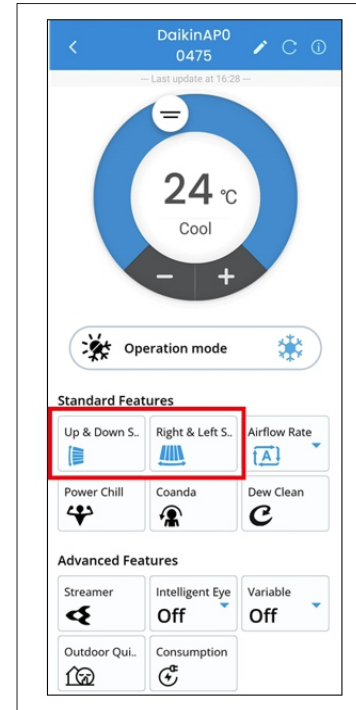 DaikinAP0
0475
-- Last update at 16:28 --
24 °C
Cool
− +
Operation mode
Standard Features
Up & Down S.. Right & Left S.. Airflow Rate
A
Power Chill Coanda Dew Clean
Advanced Features
Streamer Intelligent Eye Variable
Off Off
Outdoor Qui.. Consumption